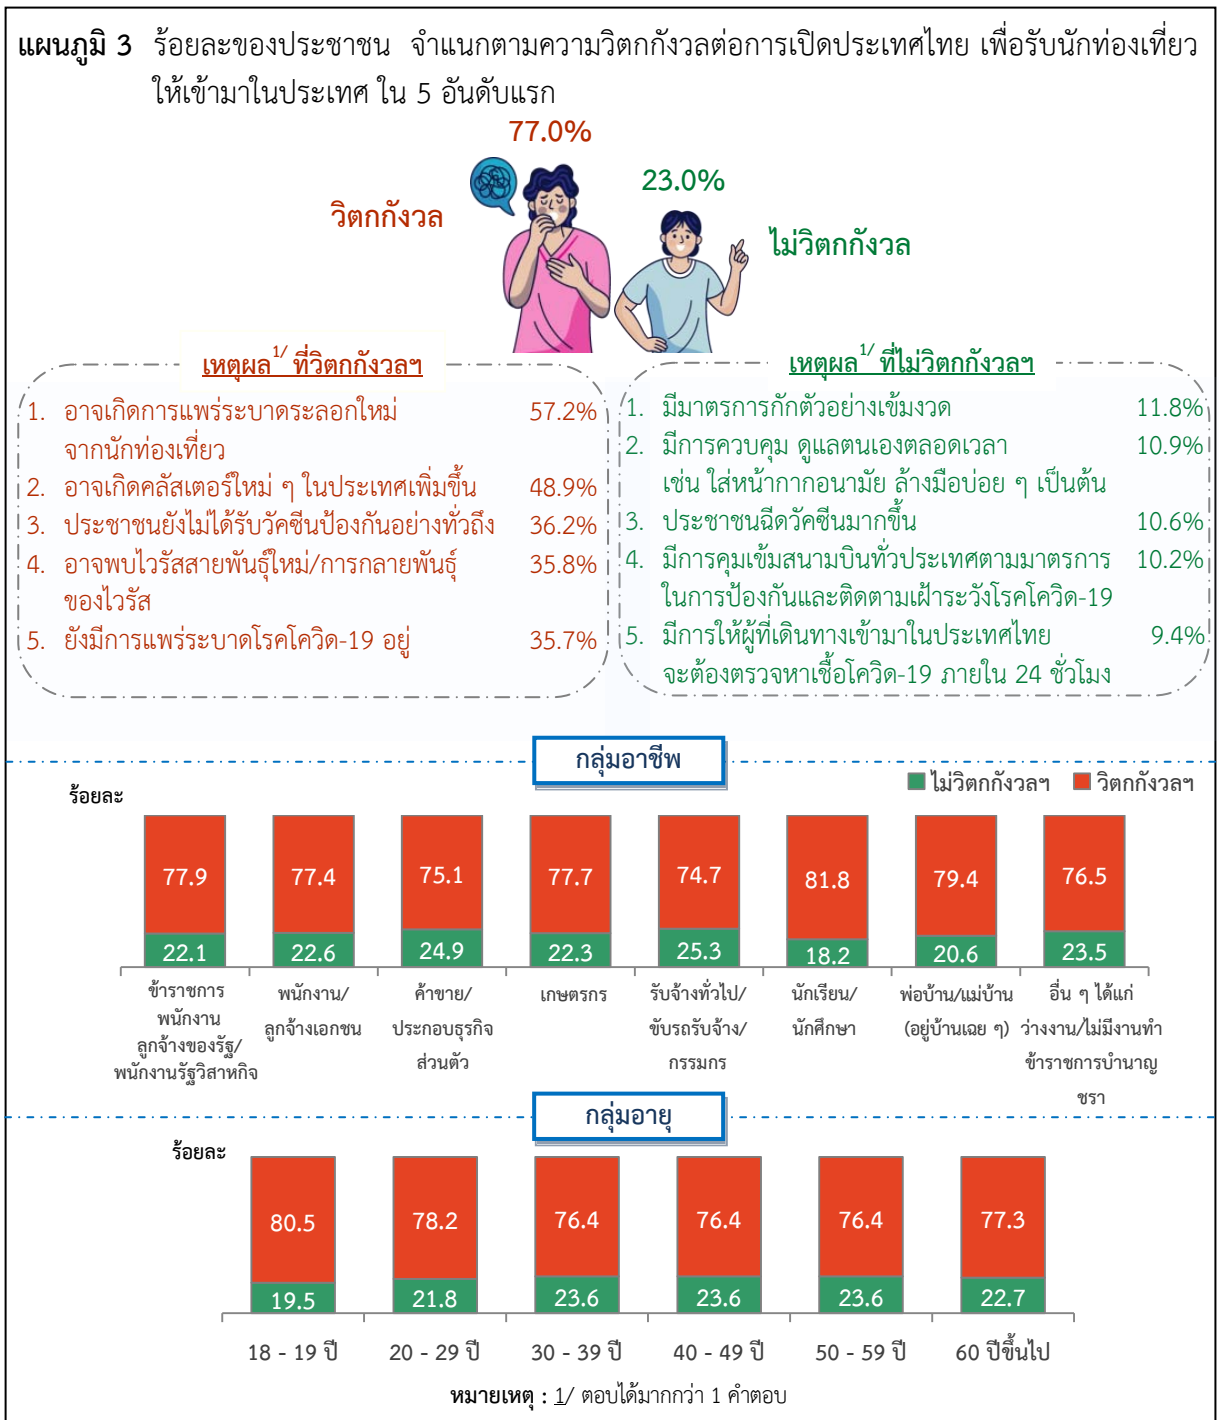 แผนภูมิ 3 ร้อยละของประชาชน จำแนกตามความวิตกกังวลต่อการเปิดประเทศไทย เพื่อรับนักท่องเที่ยว
ให้เข้ามาในประเทศ ใน 5 อันดับแรก
77.0%
23.0%
วิตกกังวล
ไม่วิตกกังวล
เหตุผล1/ ที่วิตกกังวลฯ
1. อาจเกิดการแพร่ระบาดระลอกใหม่ 57.2%
จากนักท่องเที่ยว
2. อาจเกิดคลัสเตอร์ใหม่ ๆ ในประเทศเพิ่มขึ้น 48.9%
3. ประชาชนยังไม่ได้รับวัคซีนป้องกันอย่างทั่วถึง 36.2%
4. อาจพบไวรัสสายพันธุ์ใหม่/การกลายพันธุ์ 35.8%
ของไวรัส
5. ยังมีการแพร่ระบาดโรคโควิด-19 อยู่ 35.7%
เหตุผล1/ ที่ไม่วิตกกังวลฯ
1. มีมาตรการกักตัวอย่างเข้มงวด 11.8%
2. มีการควบคุม ดูแลตนเองตลอดเวลา 10.9%
เช่น ใส่หน้ากากอนามัย ล้างมือบ่อย ๆ เป็นต้น
3. ประชาชนฉีดวัคซีนมากขึ้น 10.6%
4. มีการคุมเข้มสนามบินทั่วประเทศตามมาตรการ 10.2%
ในการป้องกันและติดตามเฝ้าระวังโรคโควิด-19
5. มีการให้ผู้ที่เดินทางเข้ามาในประเทศไทย 9.4%
จะต้องตรวจหาเชื้อโควิด-19 ภายใน 24 ชั่วโมง
กลุ่มอาชีพ
ไม่วิตกกังวลฯ วิตกกังวลฯ
ร้อยละ
77.9 77.4 75.1 77.7 74.7 81.8 79.4 76.5
22.1 22.6 24.9 22.3 25.3 18.2 20.6 23.5
ข้าราชการ
พนักงาน
ลูกจ้างของรัฐ/
พนักงานรัฐวิสาหกิจ
พนักงาน/
ลูกจ้างเอกชน
ค้าขาย/
ประกอบธุรกิจ
ส่วนตัว
เกษตรกร
รับจ้างทั่วไป/
ขับรถรับจ้าง/
กรรมกร
นักเรียน/
นักศึกษา
พ่อบ้าน/แม่บ้าน
(อยู่บ้านเฉย ๆ)
อื่น ๆ ได้แก่
ว่างงาน/ไม่มีงานทำ
ข้าราชการบำนาญ
ชรา
กลุ่มอายุ
ร้อยละ
80.5 78.2 76.4 76.4 76.4 77.3
19.5 21.8 23.6 23.6 23.6 22.7
18 - 19 ปี 20 - 29 ปี 30 - 39 ปี 40 - 49 ปี 50 - 59 ปี 60 ปีขึ้นไป
หมายเหตุ : 1/ ตอบได้มากกว่า 1 คำตอบ